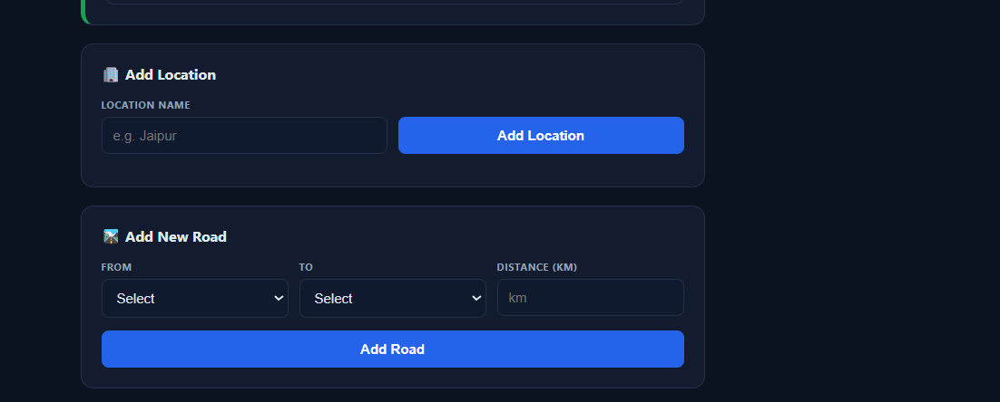 Add Location
LOCATION NAME
e.g. Jaipur
Add Location
Add New Road
FROM TO DISTANCE (KM)
Select Select km
Add Road